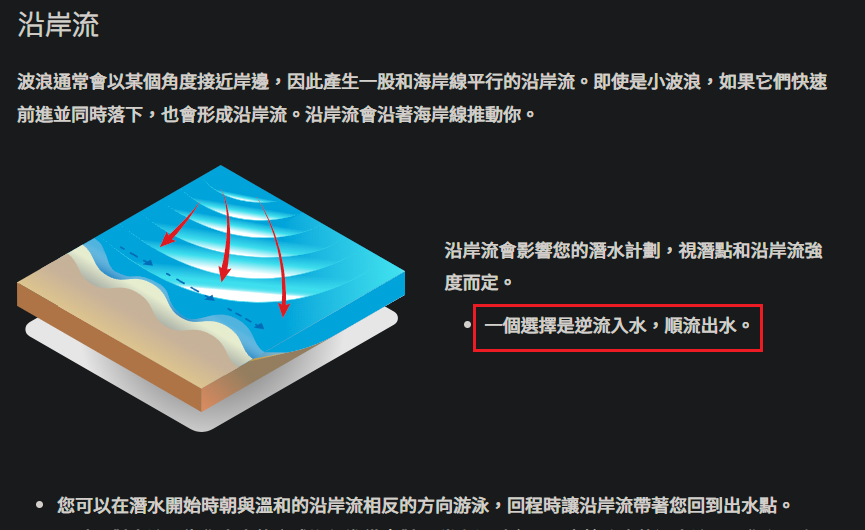 沿岸流
波浪通常會以某個角度接近岸邊，因此產生一股和海岸線平行的沿岸流。即使是小波浪，如果它們快速
前進並同時落下，也會形成沿岸流。沿岸流會沿著海岸線推動你。
沿岸流會影響您的潛水計劃，視潛點和沿岸流強
度而定。
一個選擇是逆流入水，順流出水。
您可以在潛水開始時朝與溫和的沿岸流相反的方向游泳，回程時讓沿岸流帶著您回到出水點。